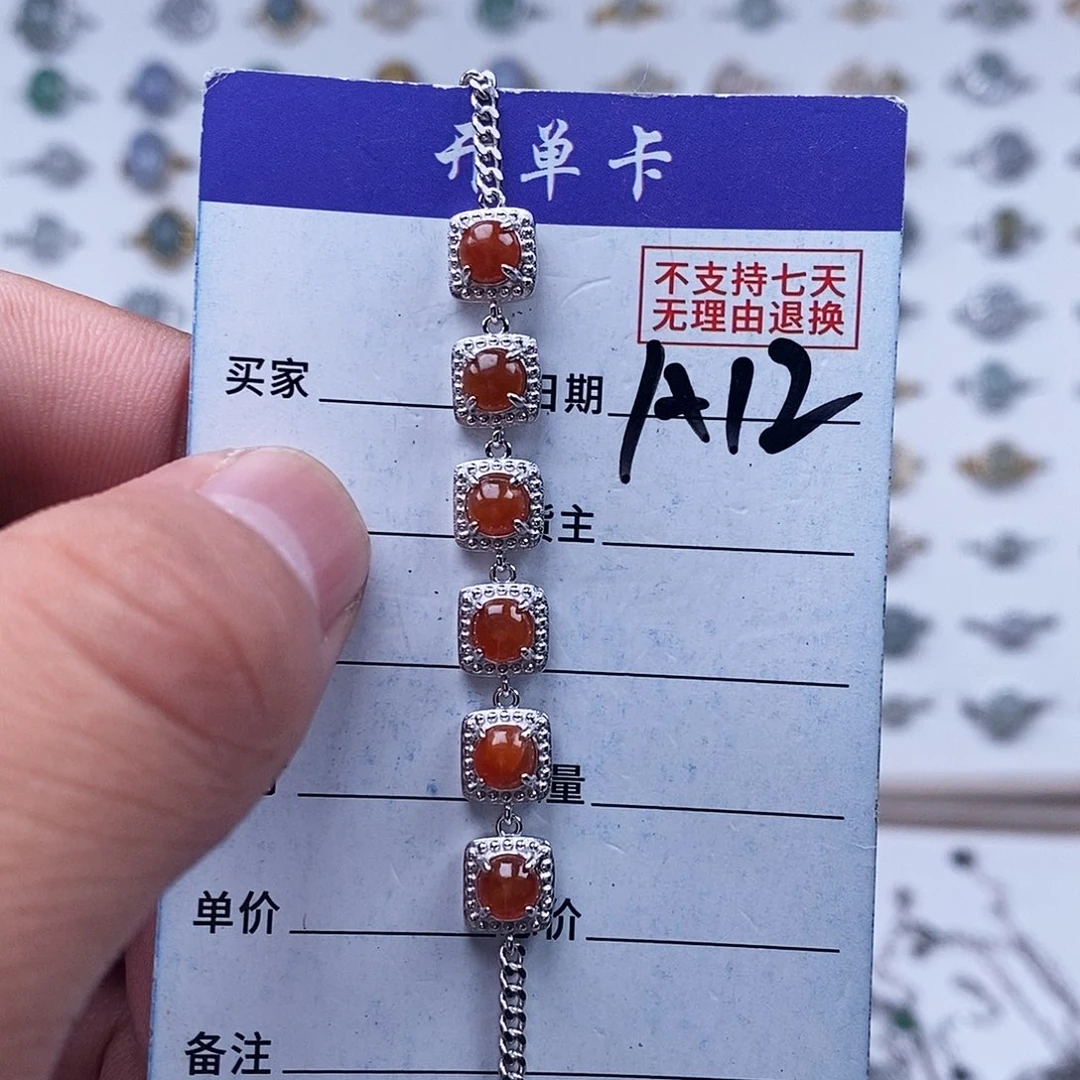 开单卡
不支持七天
无理由退换
买家 日期 A12
货主
量
单价 价
备注